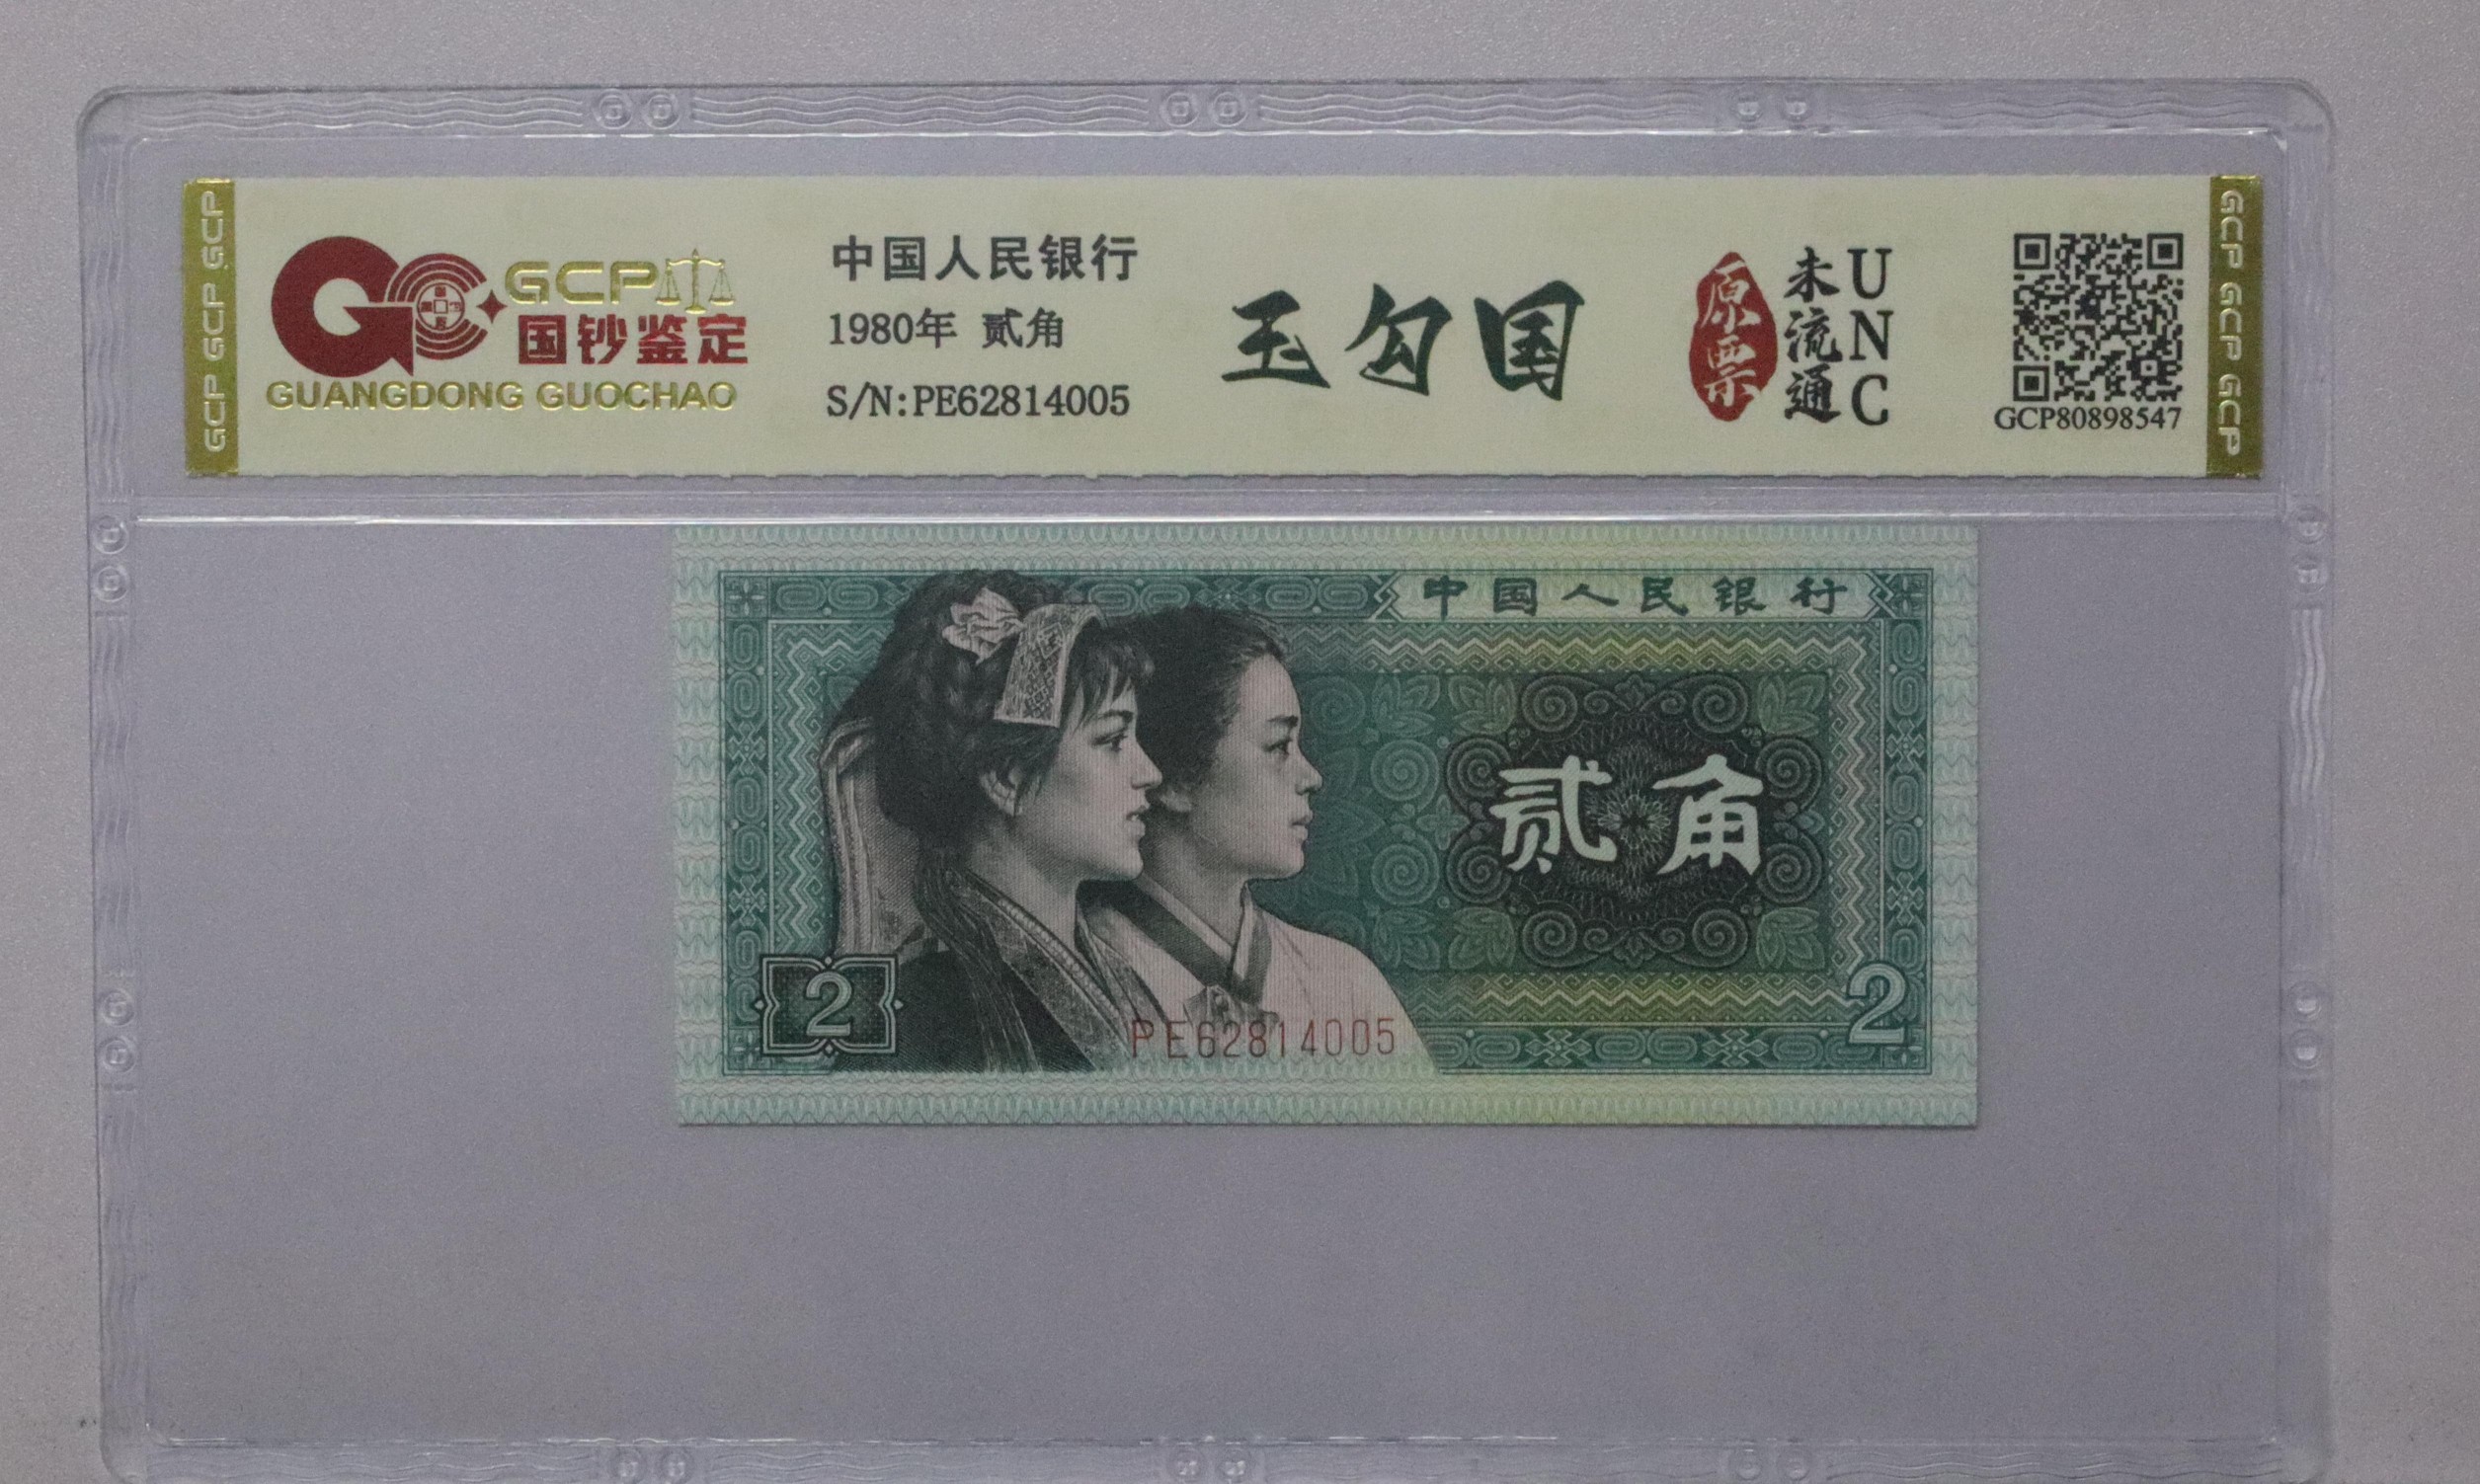 GCP GCP GCP
GCP
国钞鉴定
GUANGDONG GUOCHAO
中国人民银行
1980年 贰角
S/N:PE62814005
玉勾国
原票
未流通
UNC
GCP80898547
GCP GCP GCP
中国人民银行
贰角
2
PE62814005
2